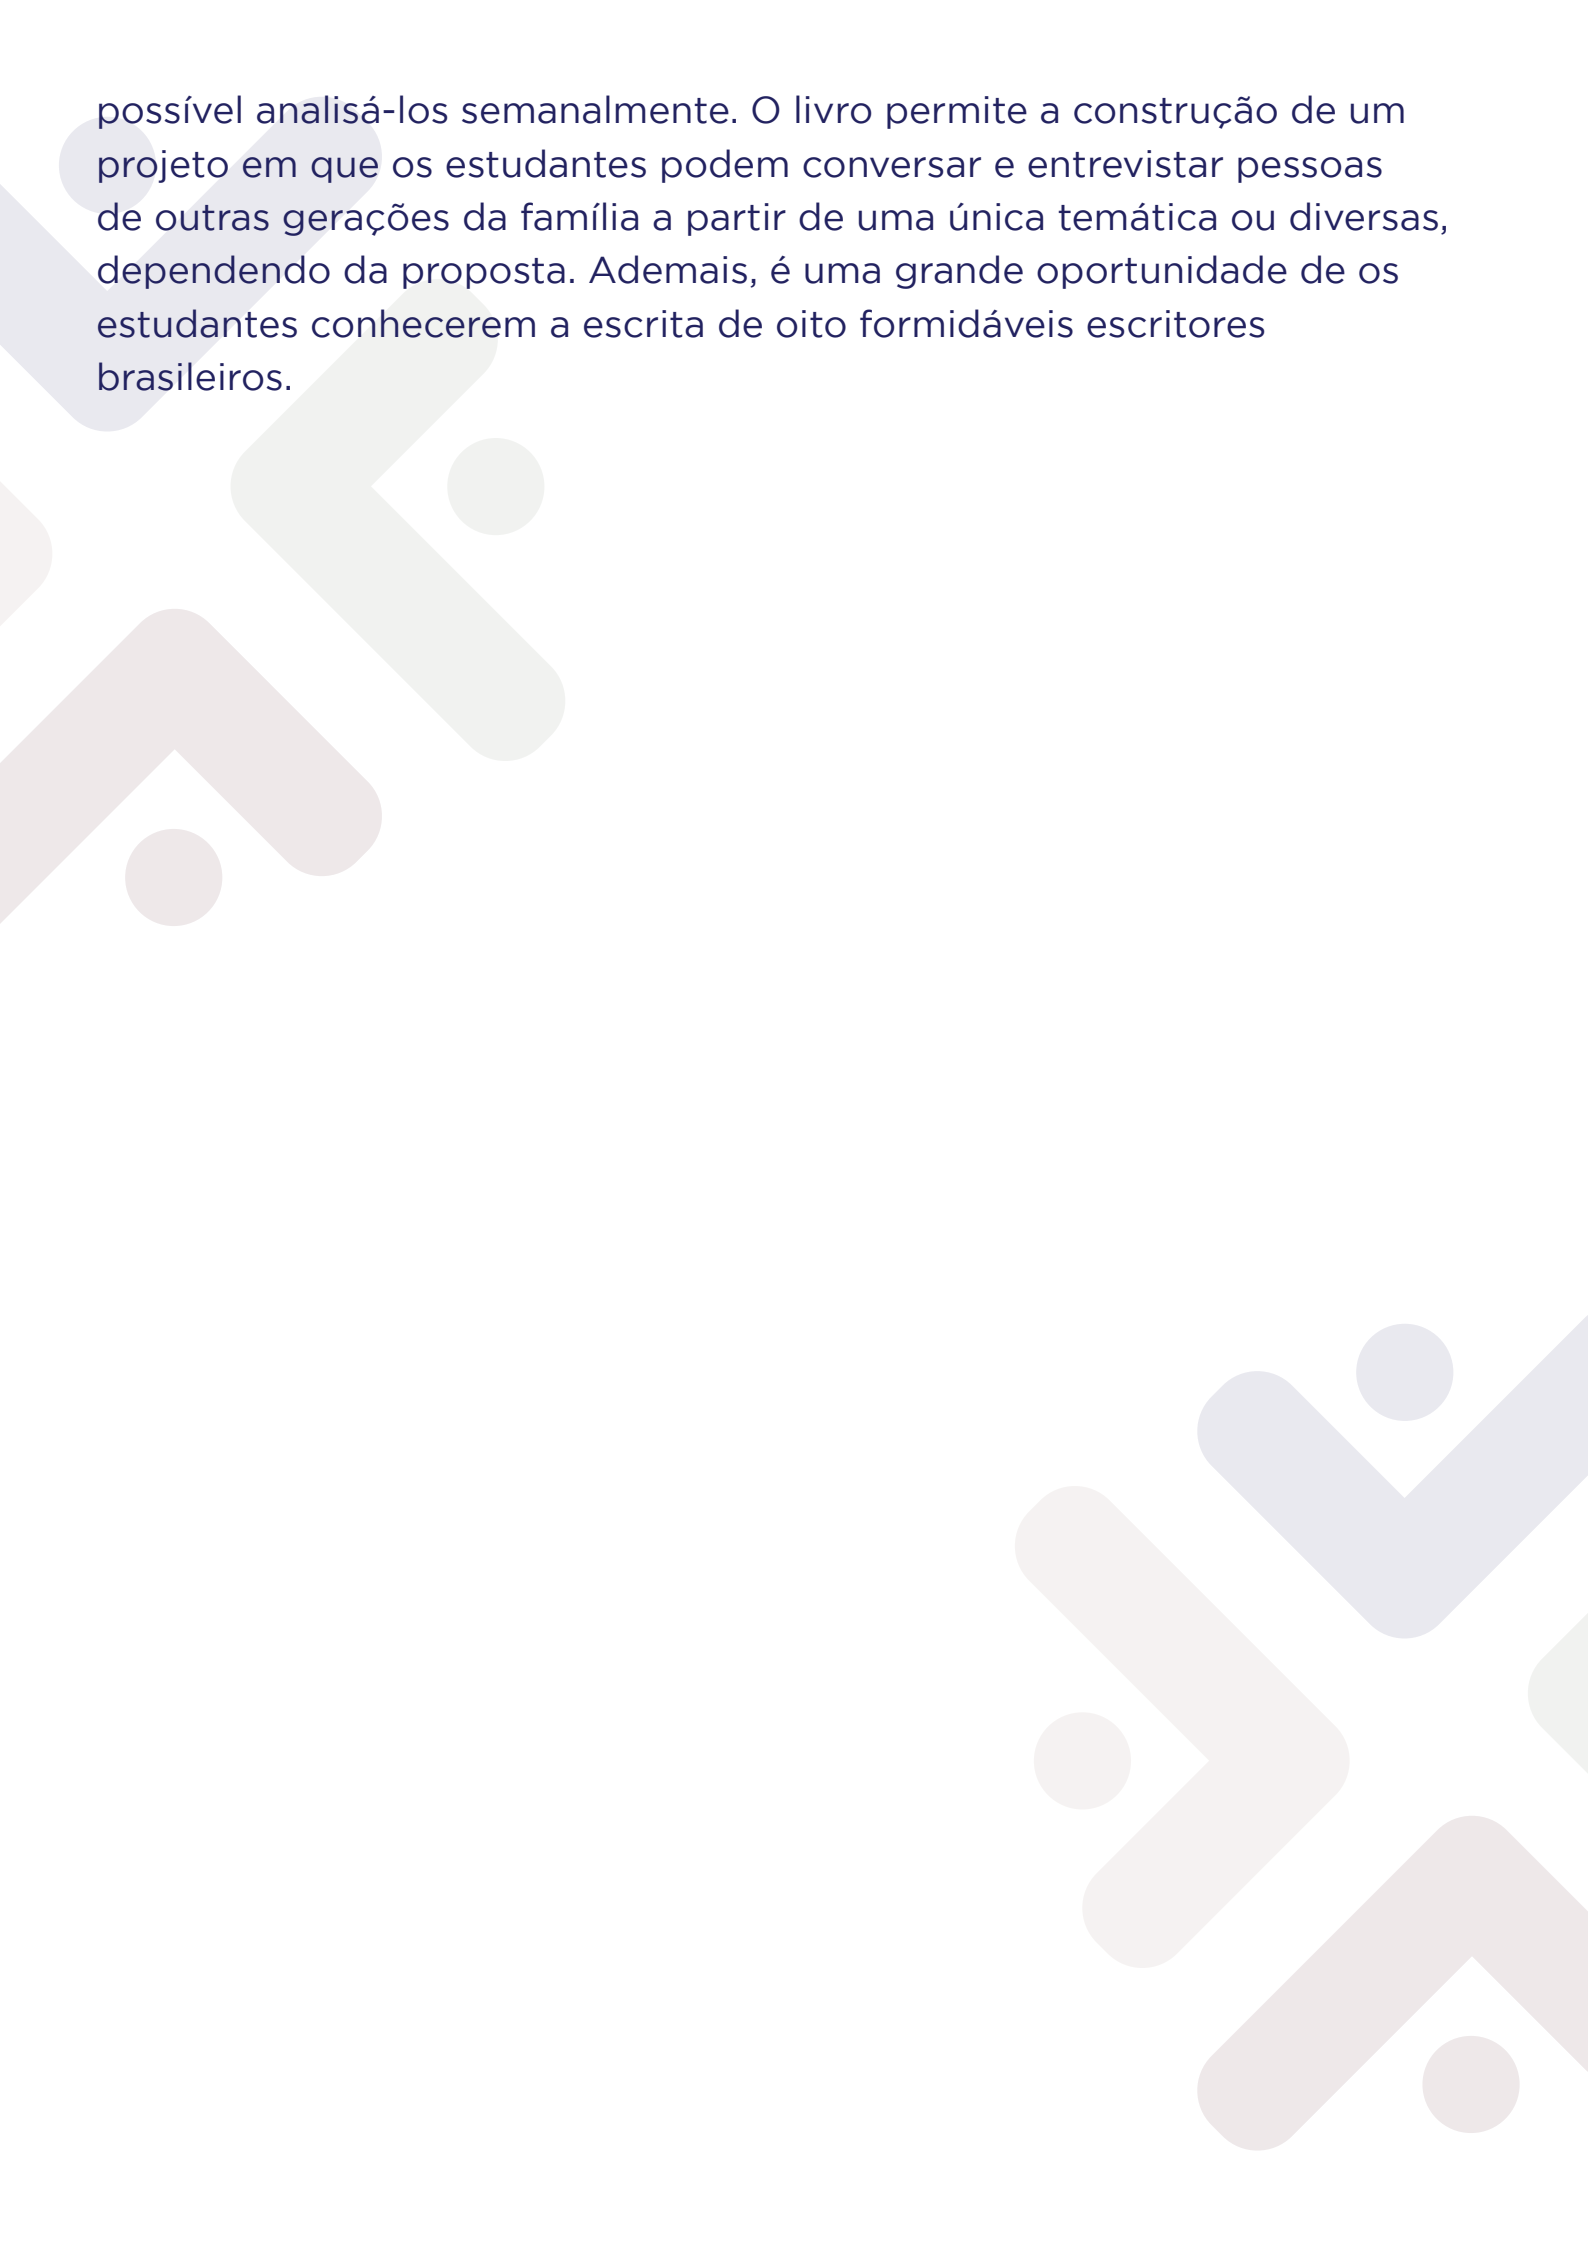 possível analisá-los semanalmente. O livro permite a construção de um
projeto em que os estudantes podem conversar e entrevistar pessoas
de outras gerações da família a partir de uma única temática ou diversas,
dependendo da proposta. Ademais, é uma grande oportunidade de os
estudantes conhecerem a escrita de oito formidáveis escritores
brasileiros.